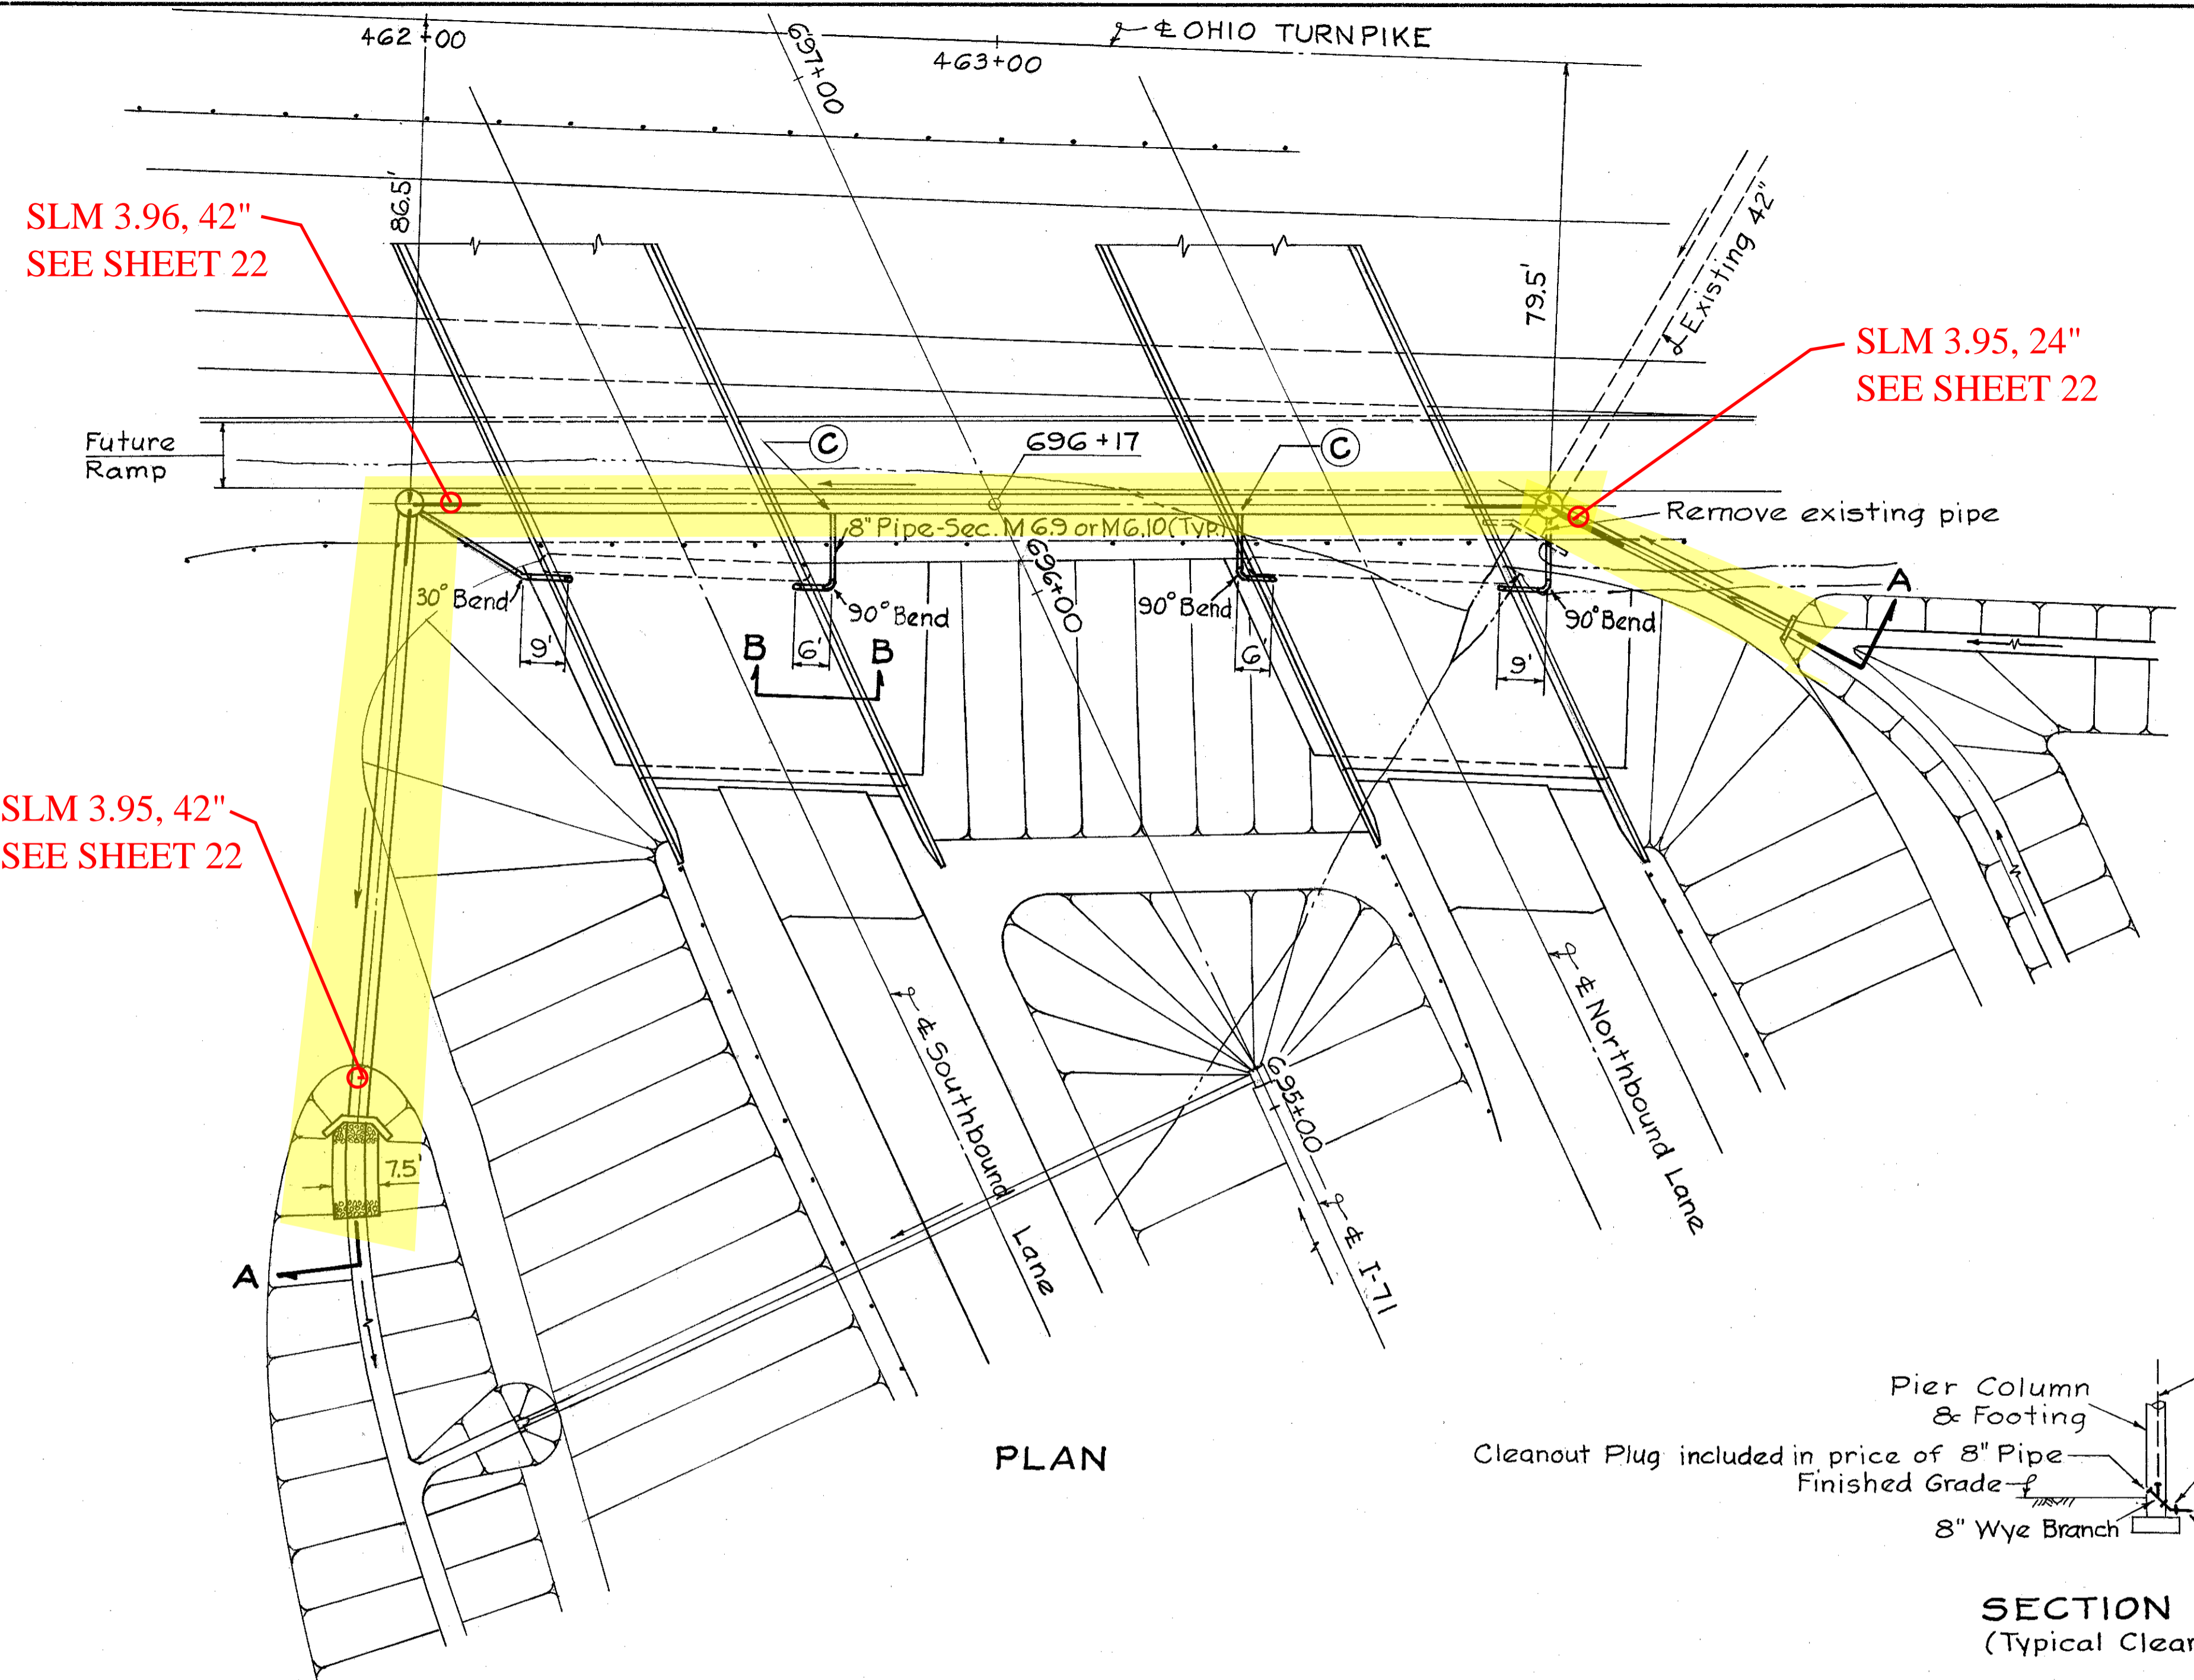 ℄ OHIO TURNPIKE
462+00
697+00
463+00
86.5'
79.5'
Existing 42"
SLM 3.96, 42"
SEE SHEET 22
SLM 3.95, 24"
SEE SHEET 22
Future
Ramp
C
696+17
C
8" Pipe-Sec. M 6.9 or M6.10 (Typ.)
Remove existing pipe
696+00
30° Bend
90° Bend
90° Bend
90° Bend
A
9'
B
6'
B
6'
9'
SLM 3.95, 42"
SEE SHEET 22
℄ Southbound
Lane
℄ Northbound Lane
695+00
℄ I-71
7.5'
A
PLAN
Pier Column
& Footing
Cleanout Plug included in price of 8" Pipe
Finished Grade
8" Wye Branch
SECTION
(Typical Clear